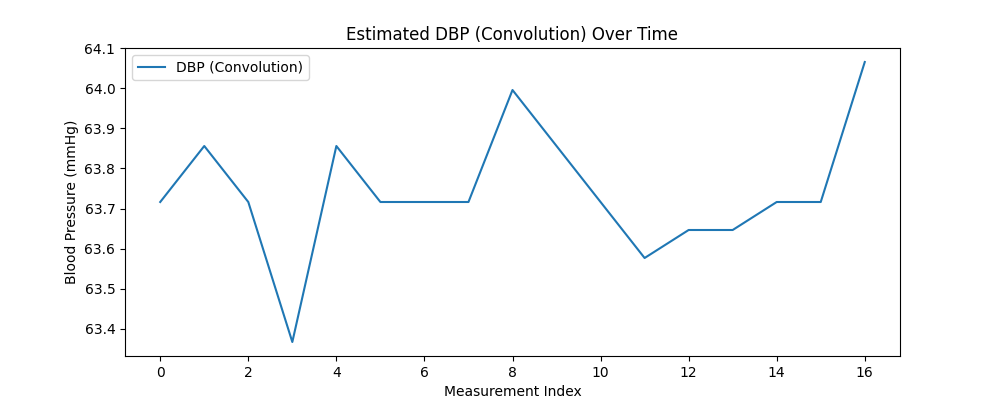 Estimated DBP (Convolution) Over Time
DBP (Convolution)
Blood Pressure (mmHg)
64.1
64.0
63.9
63.8
63.7
63.6
63.5
63.4
0 2 4 6 8 10 12 14 16
Measurement Index